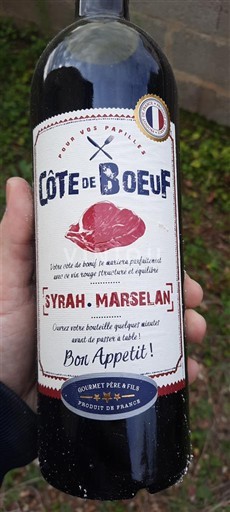 POUR VOS PAPILLES
CÔTE DE BOEUF
Votre côte de bœuf se mariera parfaitement
avec ce vin rouge structuré et équilibré
SYRAH • MARSELAN
Ouvrez votre bouteille quelques minutes
avant de passer à table !
Bon Appetit !
GOURMET PÈRE & FILS
PRODUIT DE FRANCE